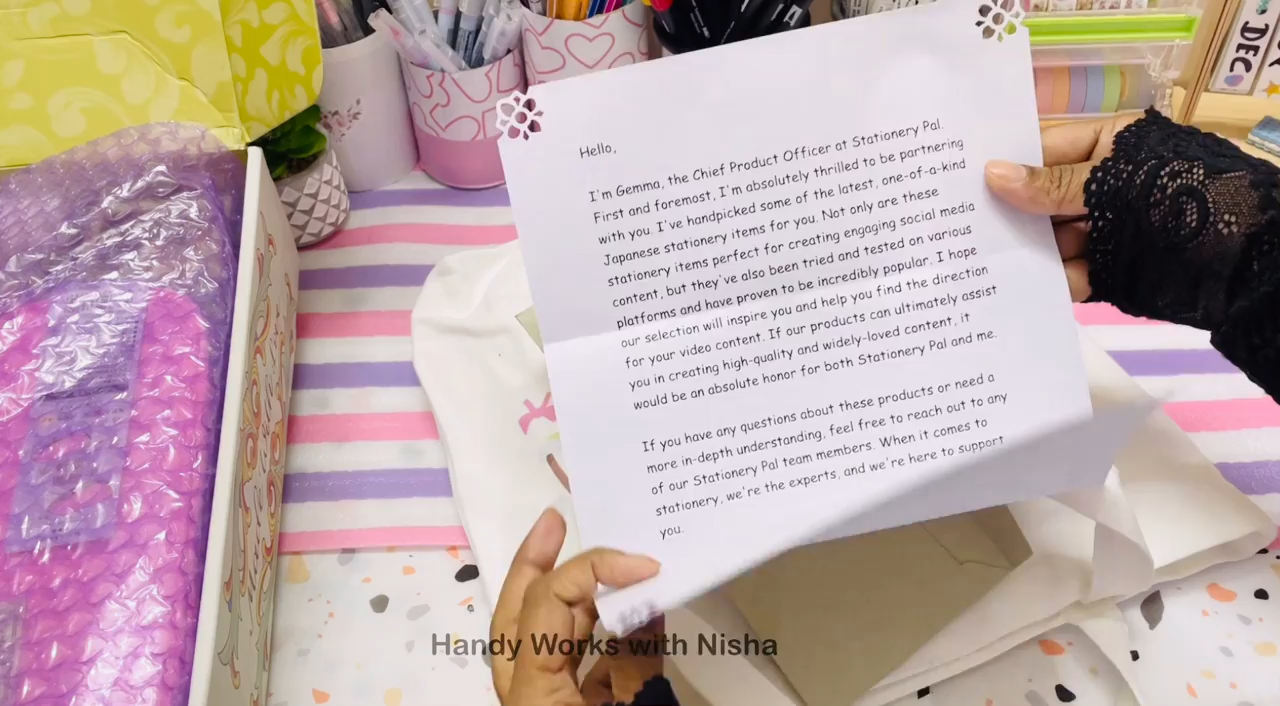 DEC
Hello,
I'm Gemma, the Chief Product Officer at Stationery Pal.
First and foremost, I'm absolutely thrilled to be partnering
with you. I've handpicked some of the latest, one-of-a-kind
Japanese stationery items for you. Not only are these
stationery items perfect for creating engaging social media
content, but they've also been tried and tested on various
platforms and have proven to be incredibly popular. I hope
our selection will inspire you and help you find the direction
for your video content. If our products can ultimately assist
you in creating high-quality and widely-loved content, it
would be an absolute honor for both Stationery Pal and me.
If you have any questions about these products or need a
more in-depth understanding, feel free to reach out to any
of our Stationery Pal team members. When it comes to
stationery, we're the experts, and we're here to support
you.
Handy Works with Nisha